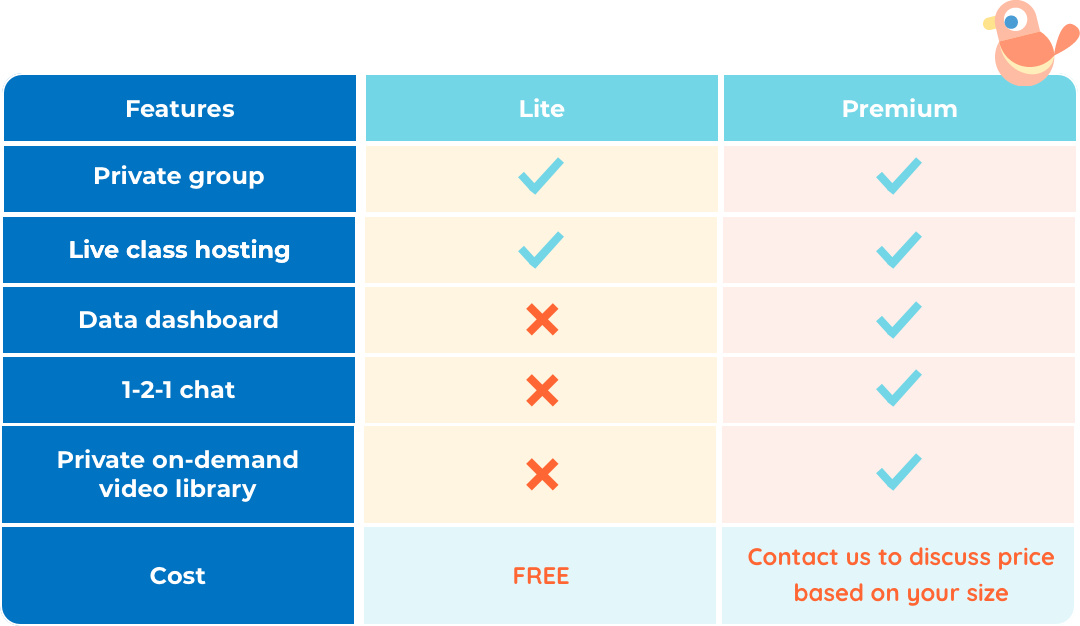 Features
Lite
Premium
Private group
Live class hosting
Data dashboard
1-2-1 chat
Private on-demand
video library
Cost
FREE
Contact us to discuss price
based on your size